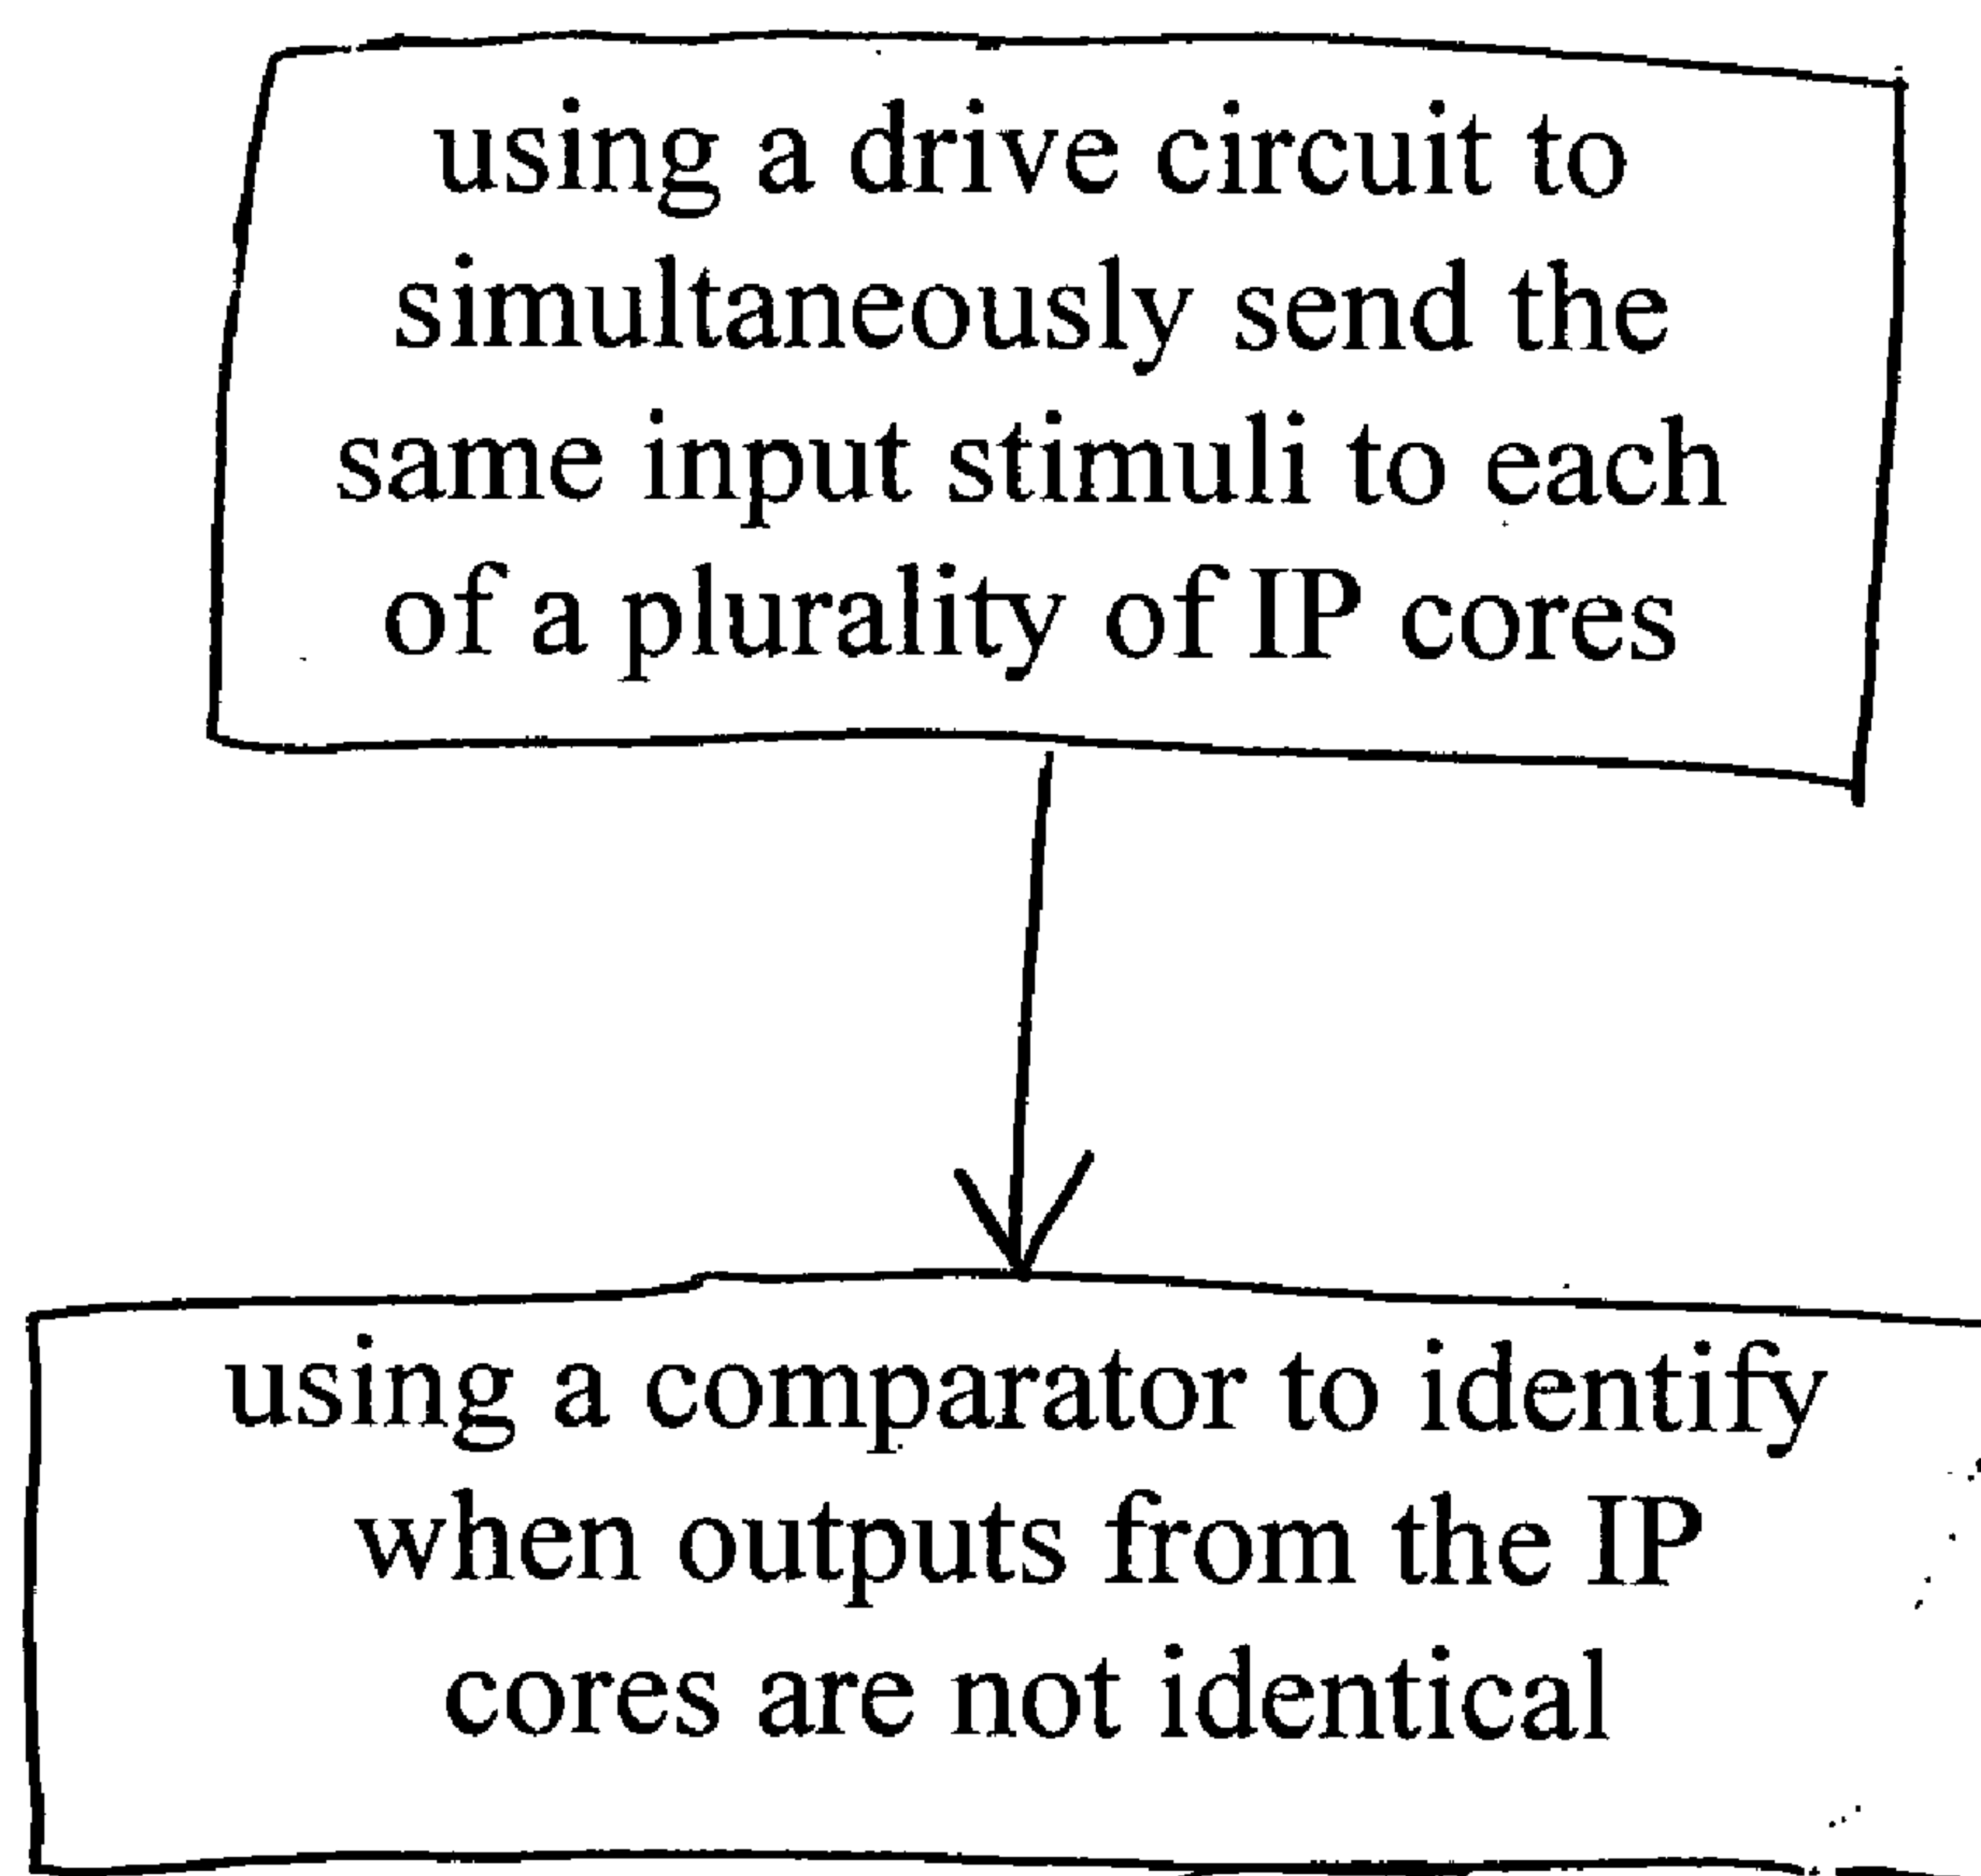 using a drive circuit to
simultaneously send the
same input stimuli to each
of a plurality of IP cores
using a comparator to identify
when outputs from the IP
cores are not identical